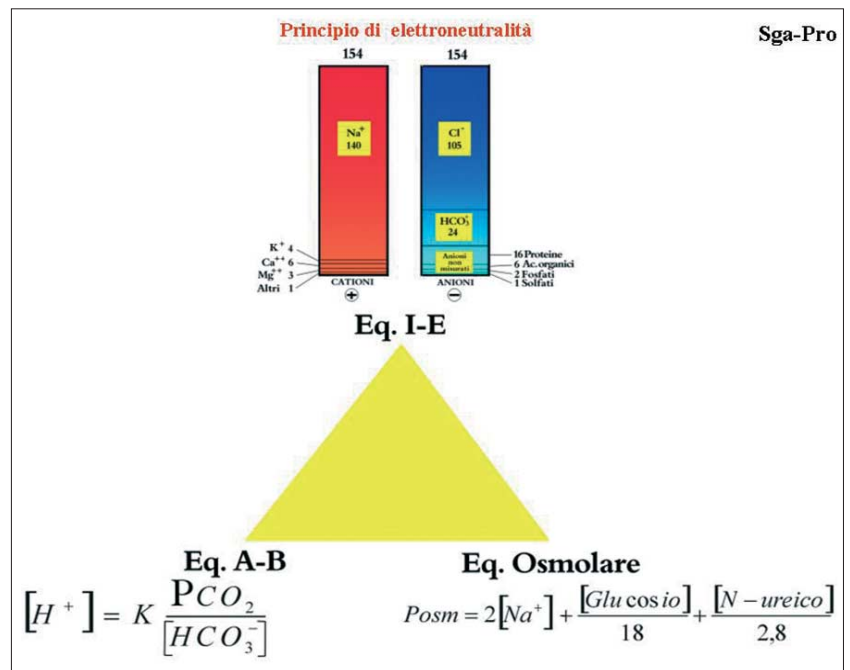 Principio di elettroneutralità
Sga-Pro
154
154
Na⁺
140
Cl⁻
105
HCO₃⁻
24
Anioni
non
misurati
K⁺ 4
Ca⁺⁺ 6
Mg⁺⁺ 3
Altri 1
16 Proteine
6 Ac. organici
2 Fosfati
1 Solfati
CATIONI
+
ANIONI
−
Eq. I-E
Eq. A-B
Eq. Osmolare
[H⁺] = K PCO₂ / [HCO₃⁻]
Posm = 2[Na⁺] + [Glucosio] / 18 + [N − ureico] / 2,8